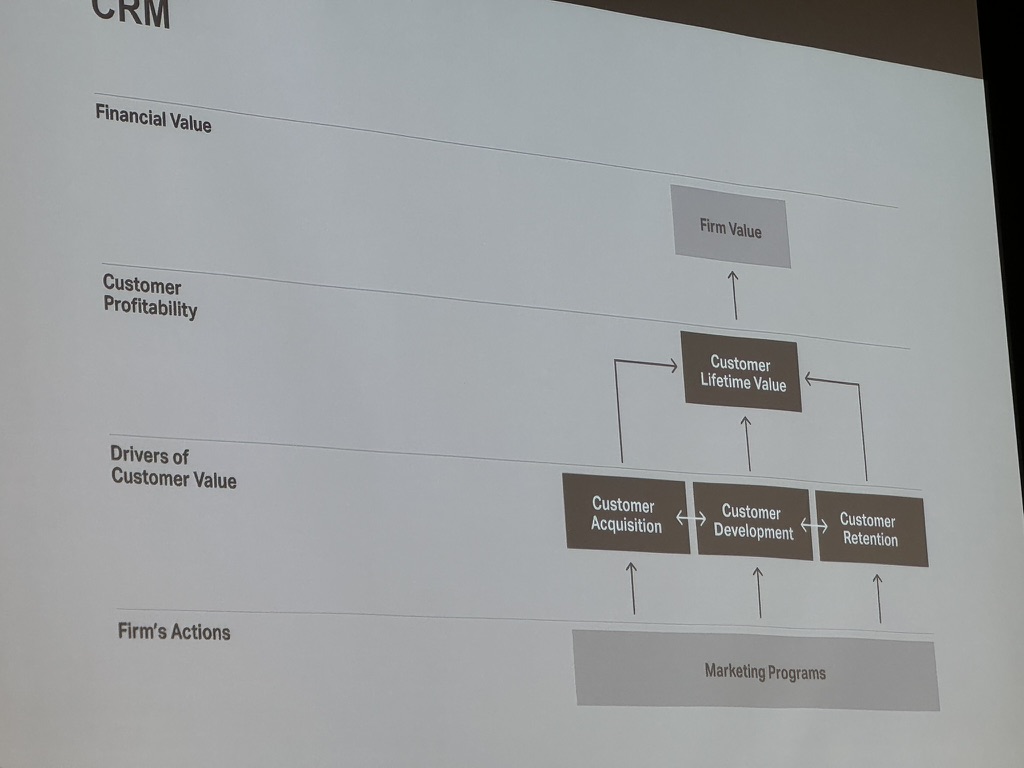 CRM
Financial Value
Firm Value
Customer
Profitability
Customer
Lifetime Value
Drivers of
Customer Value
Customer
Acquisition
Customer
Development
Customer
Retention
Firm's Actions
Marketing Programs